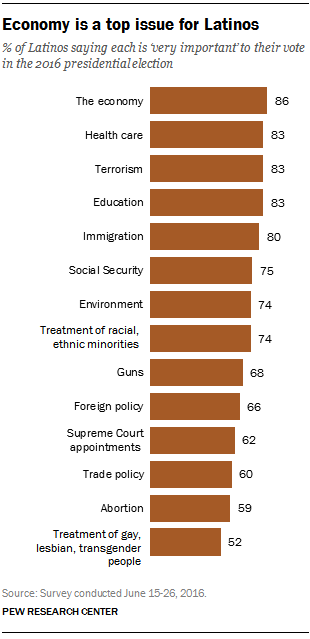 Economy is a top issue for Latinos
% of Latinos saying each is ‘very important’ to their vote
in the 2016 presidential election
The economy 86
Health care 83
Terrorism 83
Education 83
Immigration 80
Social Security 75
Environment 74
Treatment of racial,
ethnic minorities 74
Guns 68
Foreign policy 66
Supreme Court
appointments 62
Trade policy 60
Abortion 59
Treatment of gay,
lesbian, transgender 52
people
Source: Survey conducted June 15-26, 2016.
PEW RESEARCH CENTER